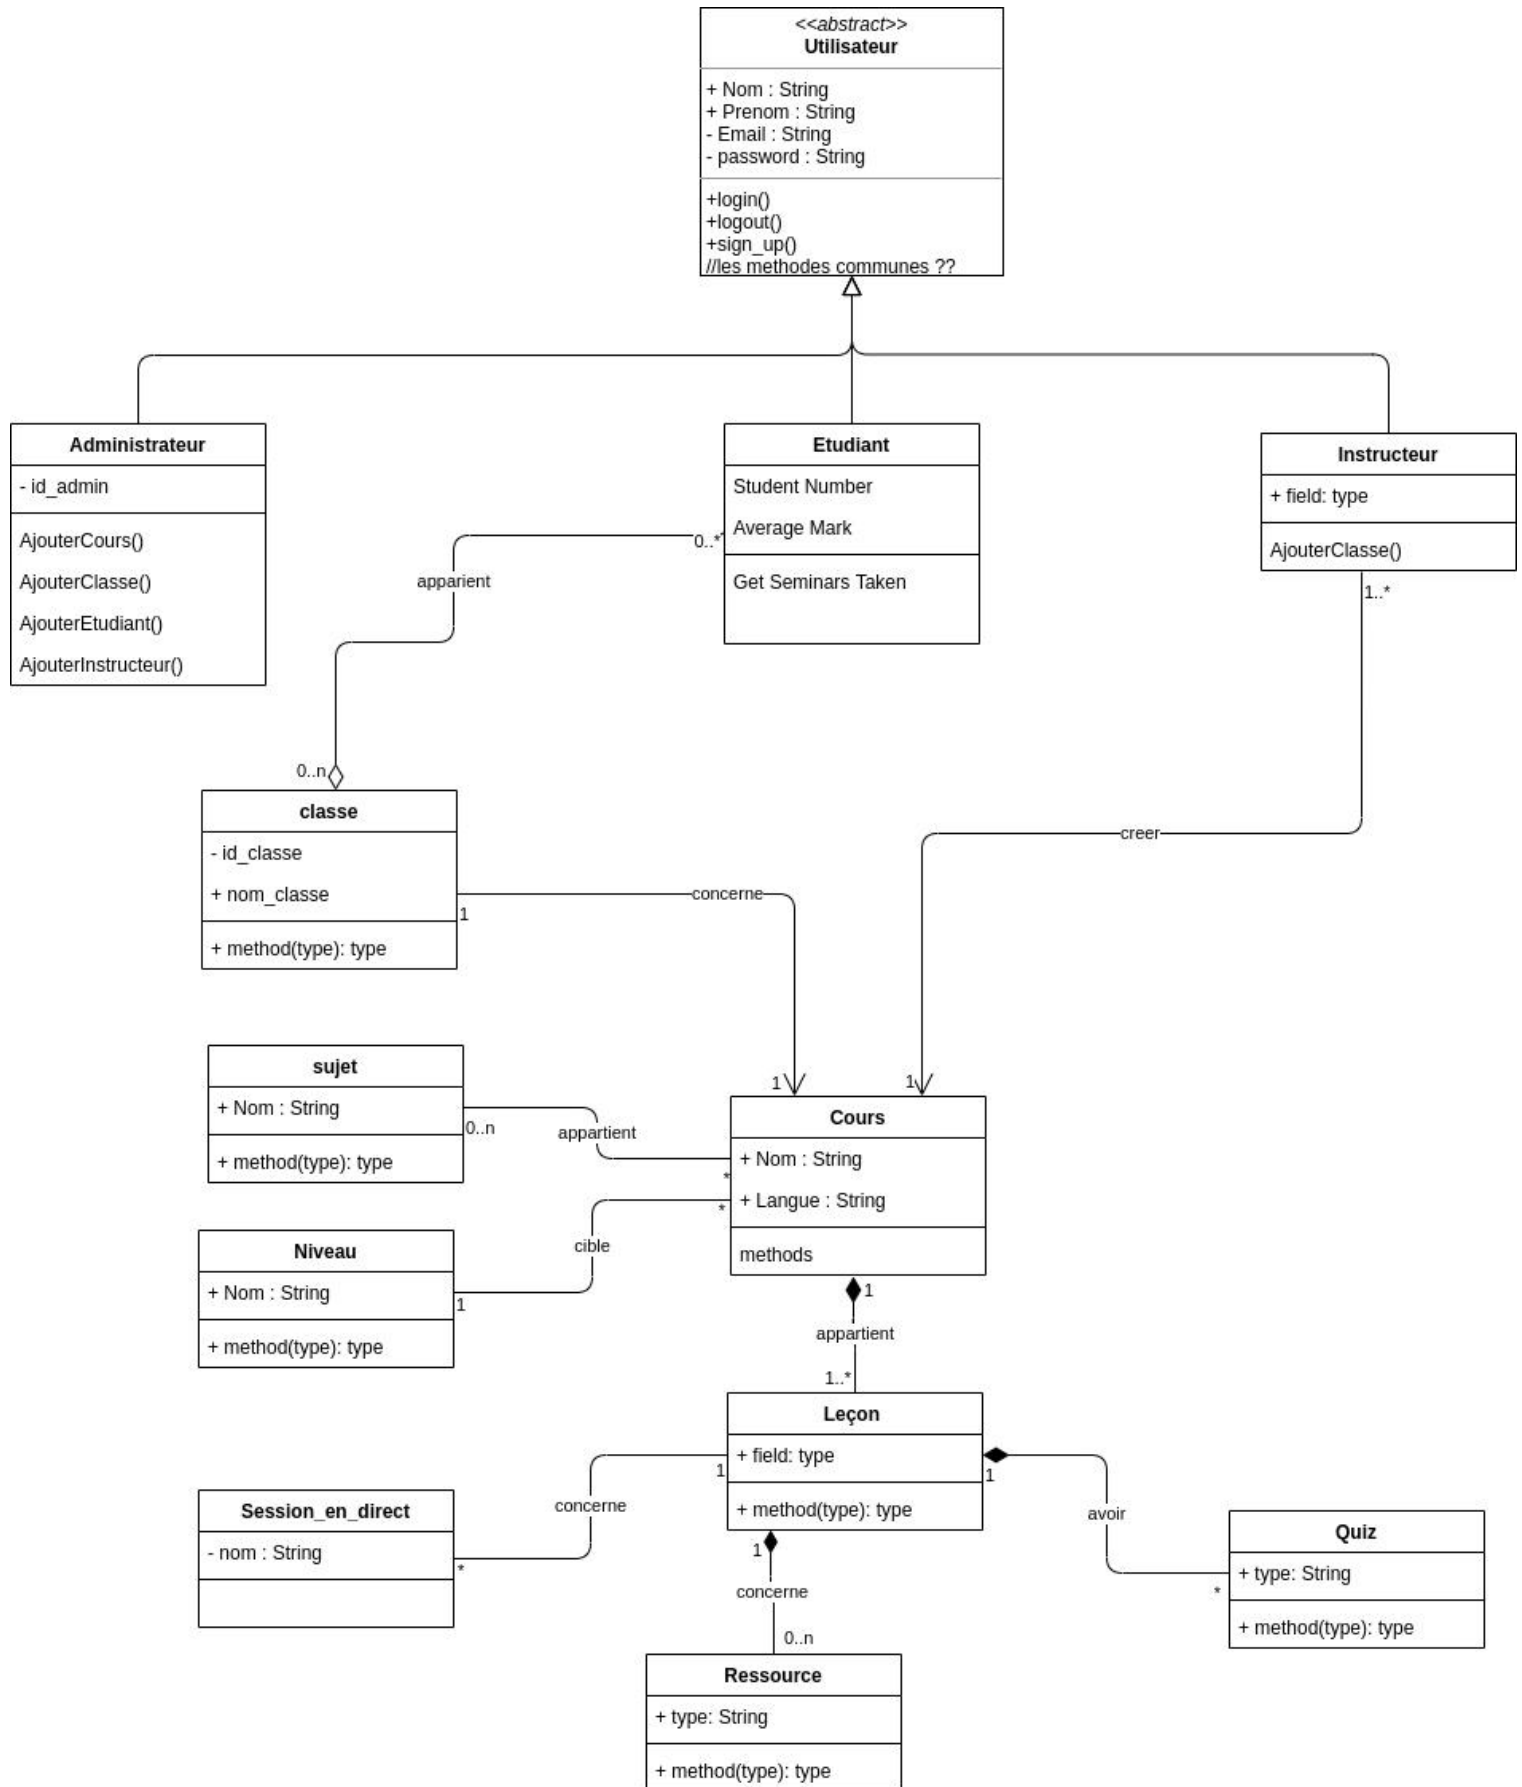 <<abstract>>
Utilisateur
+ Nom : String
+ Prenom : String
- Email : String
- password : String
+login()
+logout()
+sign_up()
//les methodes communes ??
Administrateur
- id_admin
AjouterCours()
AjouterClasse()
AjouterEtudiant()
AjouterInstructeur()
Etudiant
Student Number
Average Mark
Get Seminars Taken
Instructeur
+ field: type
AjouterClasse()
0..*
apparient
0..n
1..*
creer
1
classe
- id_classe
+ nom_classe
+ method(type): type
1
concerne
1
sujet
+ Nom : String
+ method(type): type
0..n
appartient
*
Cours
+ Nom : String
+ Langue : String
methods
Niveau
+ Nom : String
+ method(type): type
1
cible
*
1
appartient
1..*
Leçon
+ field: type
+ method(type): type
Session_en_direct
- nom : String
*
concerne
1
1
avoir
*
Quiz
+ type: String
+ method(type): type
1
concerne
0..n
Ressource
+ type: String
+ method(type): type